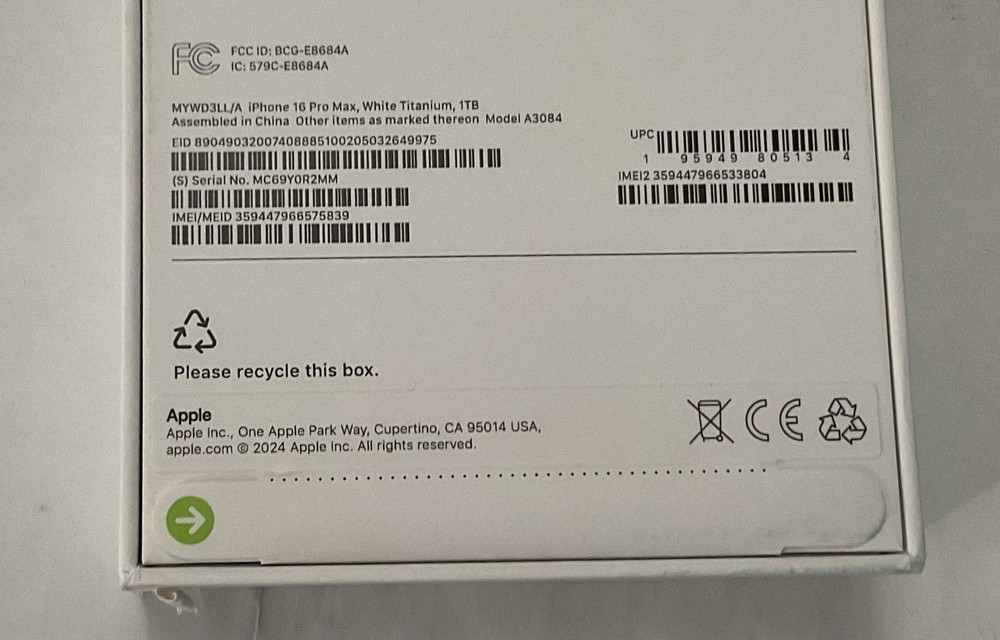 FC FCC ID: BCG-E8684A
IC: 579C-E8684A
MYWD3LL/A iPhone 16 Pro Max, White Titanium, 1TB
Assembled in China Other items as marked thereon Model A3084
EID 89049032007408885100205032649975
UPC
1 95949 80513 4
(S) Serial No. MC69Y0R2MM
IMEI2 359447966533804
IMEI/MEID 359447966575839
Please recycle this box.
Apple
Apple Inc., One Apple Park Way, Cupertino, CA 95014 USA,
apple.com © 2024 Apple Inc. All rights reserved.
CE